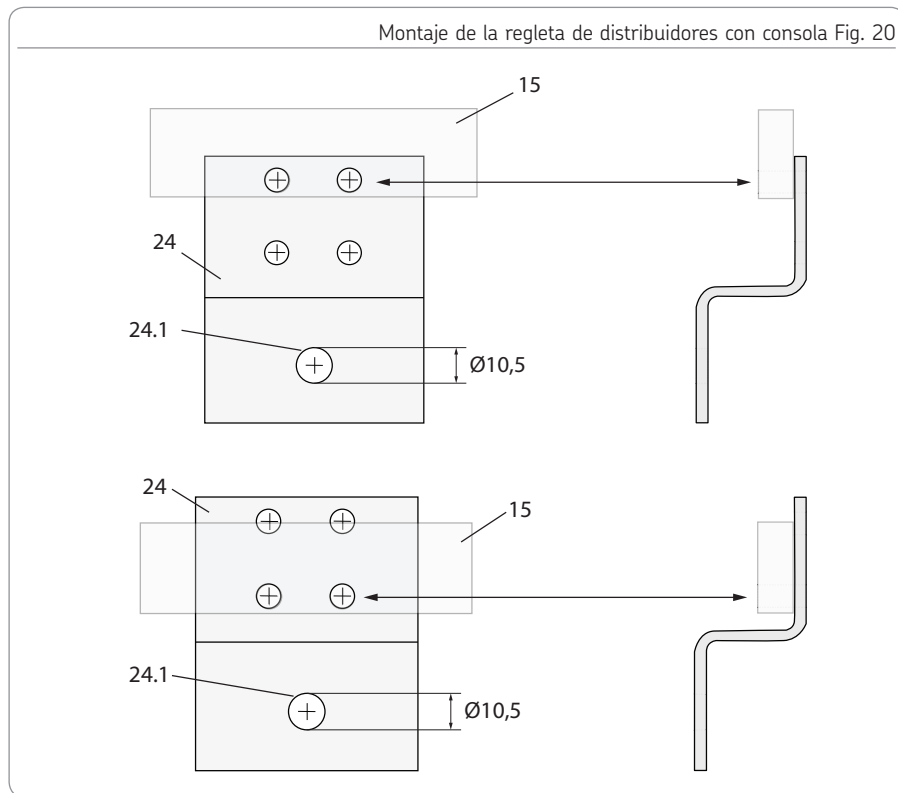 Montaje de la regleta de distribuidores con consola Fig. 20
15
24
24.1
Ø10,5
24
15
24.1
Ø10,5